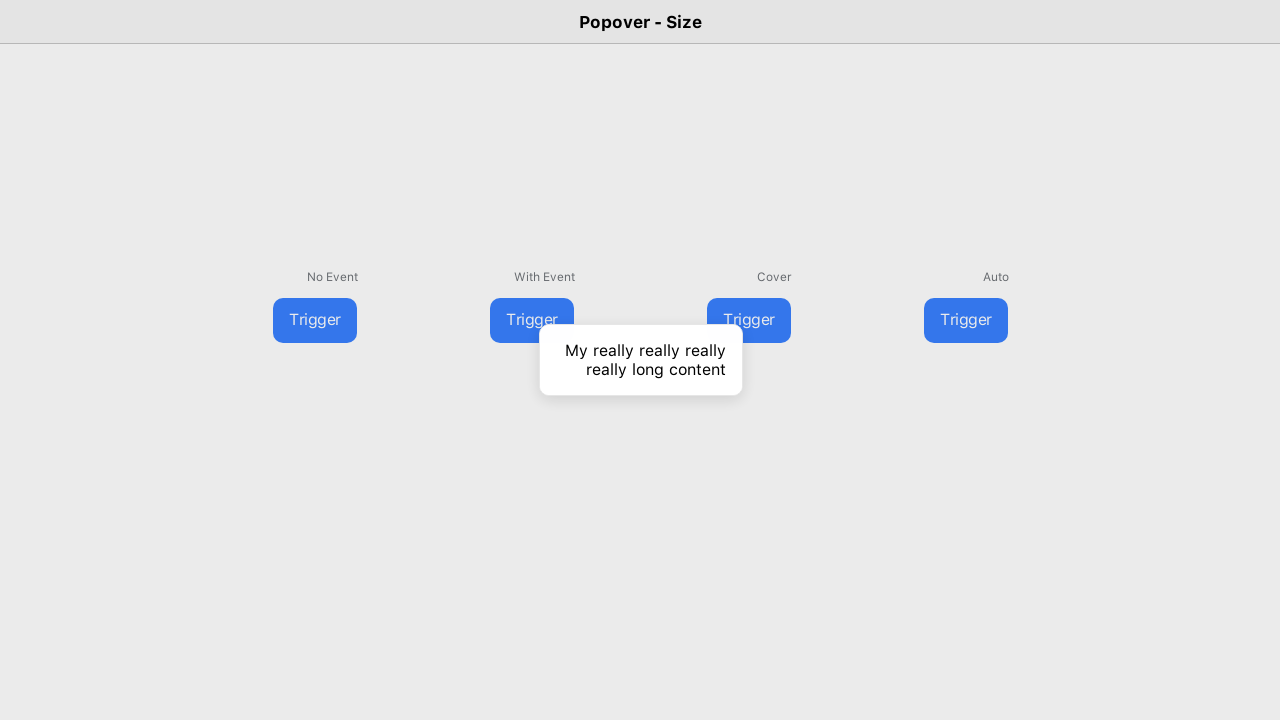 Popover - Size
No Event
With Event
Cover
Auto
Trigger
Trigger
Trigger
Trigger
My really really really
really long content